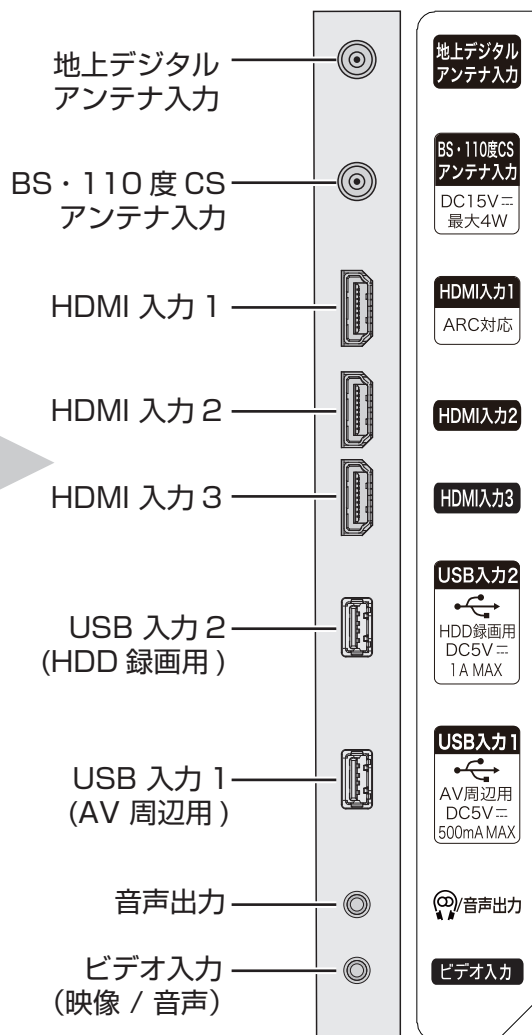 地上デジタル
アンテナ入力
BS・110度CS
アンテナ入力
HDMI 入力1
HDMI 入力2
HDMI 入力3
USB 入力2
(HDD 録画用)
USB 入力1
(AV 周辺用)
音声出力
ビデオ入力
(映像 / 音声)
地上デジタル
アンテナ入力
BS・110度CS
アンテナ入力
DC15V⎓
最大4W
HDMI入力1
ARC対応
HDMI入力2
HDMI入力3
USB入力2
HDD録画用
DC5V⎓
1A MAX
USB入力1
AV周辺用
DC5V⎓
500mA MAX
/音声出力
ビデオ入力